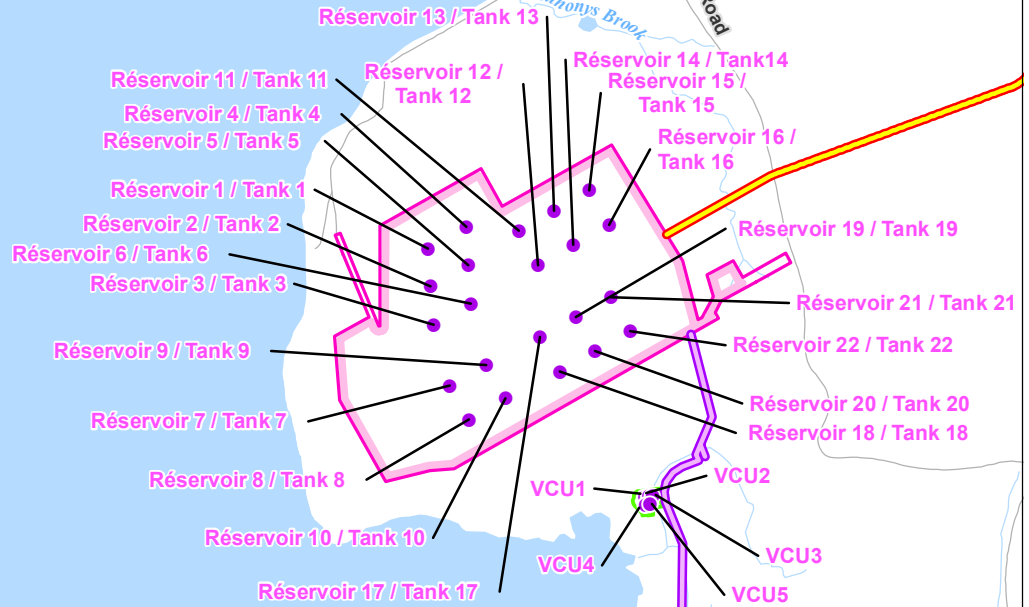 Réservoir 13 / Tank 13
Brook
Road
Réservoir 14 / Tank14
Réservoir 12 /
Tank 12
Réservoir 11 / Tank 11
Réservoir 15 /
Tank 15
Réservoir 4 / Tank 4
Réservoir 5 / Tank 5
Réservoir 16 /
Tank 16
Réservoir 1 / Tank 1
Réservoir 2 / Tank 2
Réservoir 19 / Tank 19
Réservoir 6 / Tank 6
Réservoir 3 / Tank 3
Réservoir 21 / Tank 21
Réservoir 22 / Tank 22
Réservoir 9 / Tank 9
Réservoir 20 / Tank 20
Réservoir 7 / Tank 7
Réservoir 18 / Tank 18
Réservoir 8 / Tank 8
VCU2
VCU1
Réservoir 10 / Tank 10
VCU3
VCU4
Réservoir 17 / Tank 17
VCU5